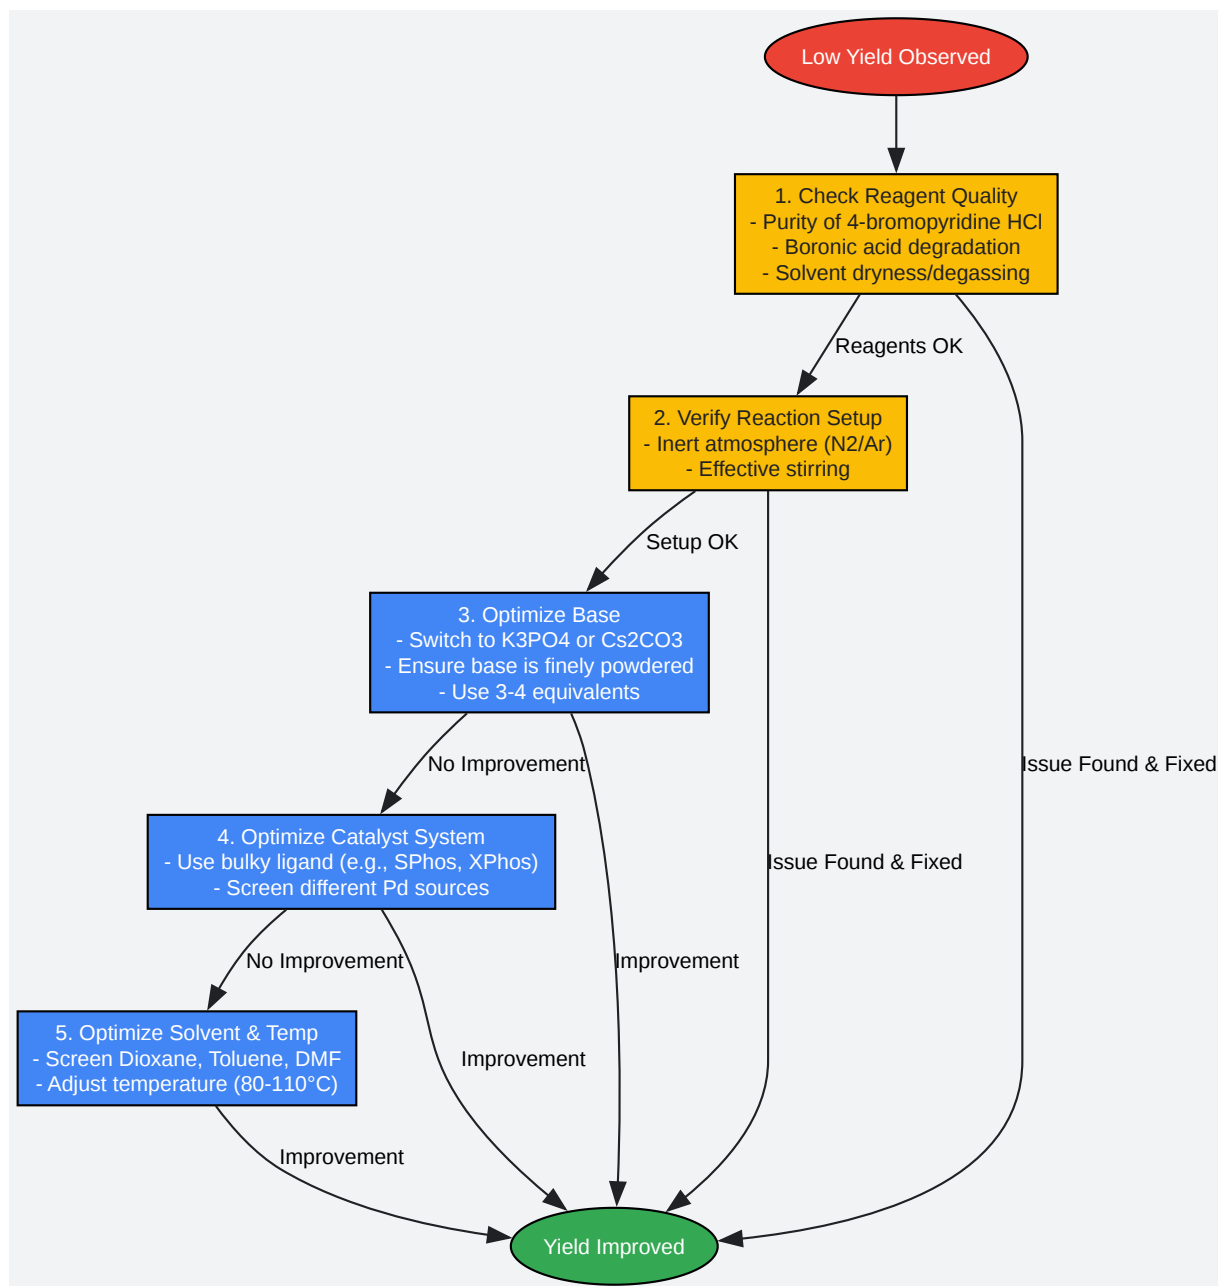 Low Yield Observed
1. Check Reagent Quality
- Purity of 4-bromopyridine HCl
- Boronic acid degradation
- Solvent dryness/degassing
Reagents OK
2. Verify Reaction Setup
- Inert atmosphere (N2/Ar)
- Effective stirring
Setup OK
3. Optimize Base
- Switch to K3PO4 or Cs2CO3
- Ensure base is finely powdered
- Use 3-4 equivalents
No Improvement
Issue Found & Fixed
4. Optimize Catalyst System
- Use bulky ligand (e.g., SPhos, XPhos)
- Screen different Pd sources
Issue Found & Fixed
No Improvement
Improvement
5. Optimize Solvent & Temp
- Screen Dioxane, Toluene, DMF
- Adjust temperature (80-110°C)
Improvement
Improvement
Yield Improved